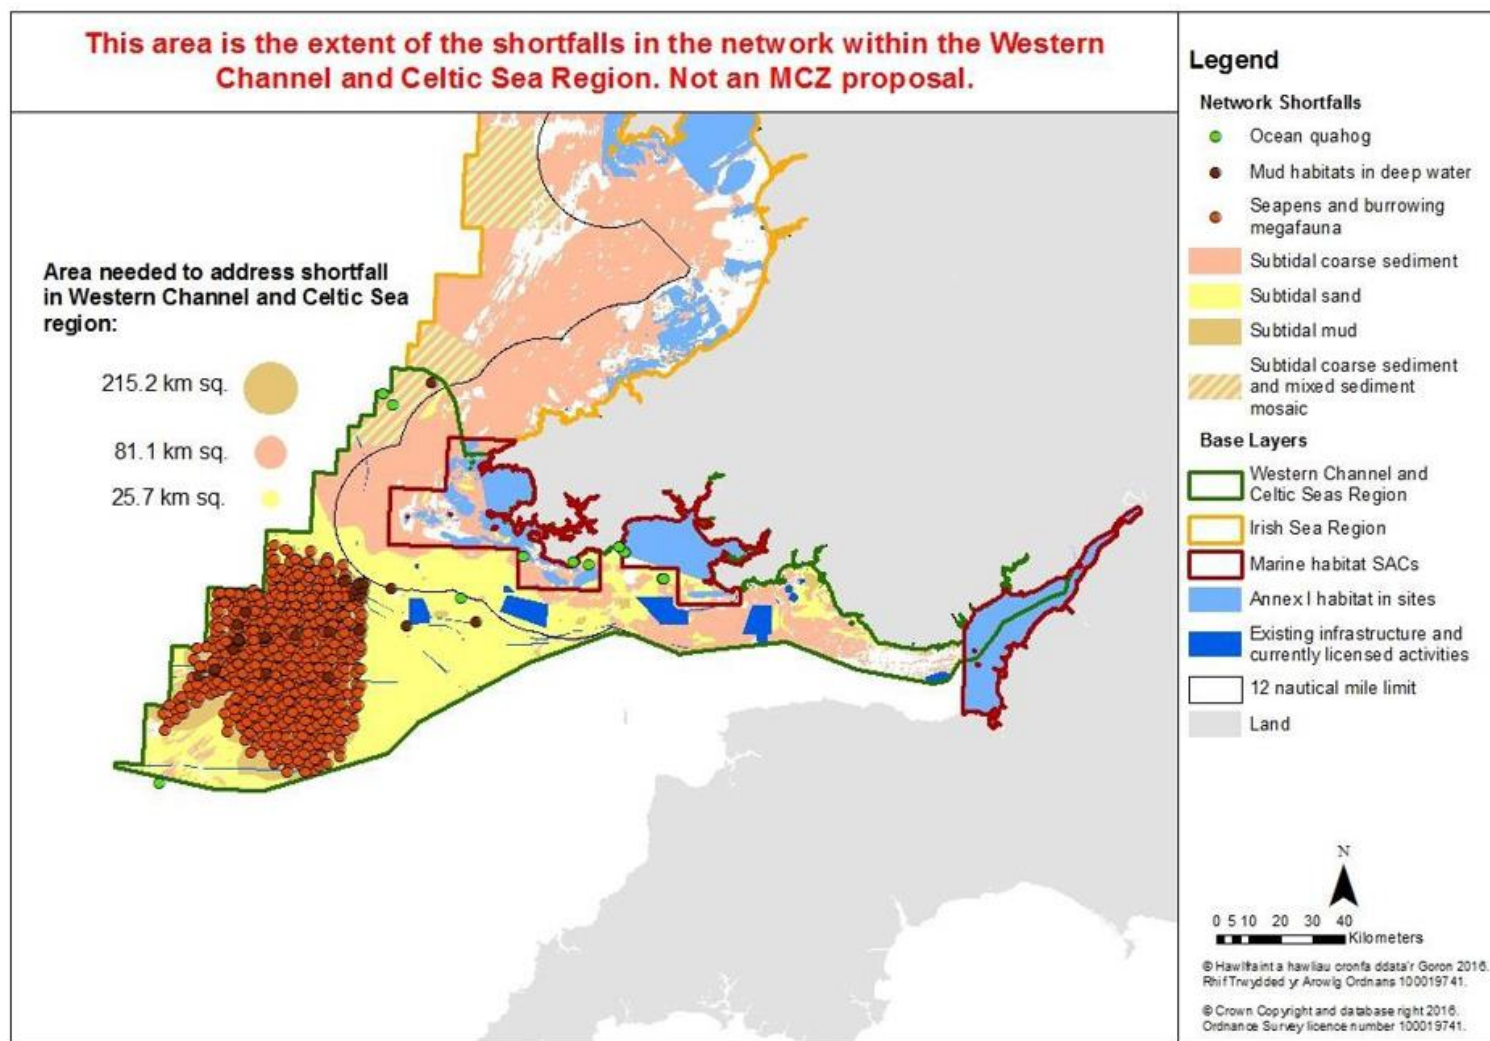 This area is the extent of the shortfalls in the network within the Western
Channel and Celtic Sea Region. Not an MCZ proposal.
Area needed to address shortfall
in Western Channel and Celtic Sea
region:
215.2 km sq.
81.1 km sq.
25.7 km sq.
Legend
Network Shortfalls
Ocean quahog
Mud habitats in deep water
Seapens and burrowing
megafauna
Subtidal coarse sediment
Subtidal sand
Subtidal mud
Subtidal coarse sediment
and mixed sediment
mosaic
Base Layers
Western Channel and
Celtic Seas Region
Irish Sea Region
Marine habitat SACs
Annex I habitat in sites
Existing infrastructure and
currently licensed activities
12 nautical mile limit
Land
N
0 5 10 20 30 40
Kilometers
© Hawlfraint a hawliau cronfa ddata'r Goron 2016.
Rhif Trwydded yr Arowlg Ordnans 100019741.
© Crown Copyright and database right 2016.
Ordnance Survey licence number 100019741.